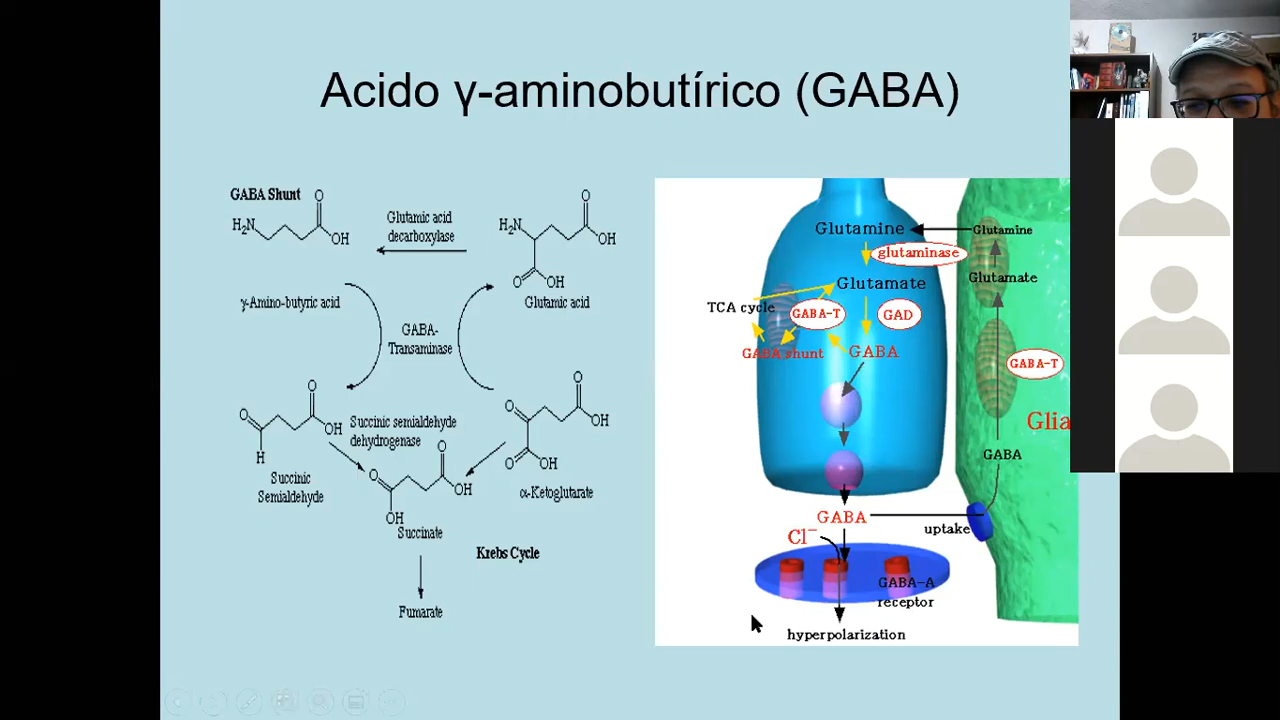 Acido γ-aminobutírico (GABA)
GABA Shunt
H₂N
O
OH
Glutamic acid
decarboxylase
H₂N
O
OH
O
OH
γ-Amino-butyric acid
Glutamic acid
GABA-
Transaminase
O
O
OH
H
Succinic semialdehyde
dehydrogenase
O
O
OH
O
OH
Succinic
Semialdehyde
O
O
OH
OH
α-Ketoglutarate
Succinate
Krebs Cycle
Fumarate
Glutamine
Glutamine
glutaminase
Glutamate
Glutamate
TCA cycle
GABA-T
GAD
GABA shunt
GABA
GABA-T
Glia
GABA
GABA
uptake
Cl⁻
GABA-A
receptor
hyperpolarization